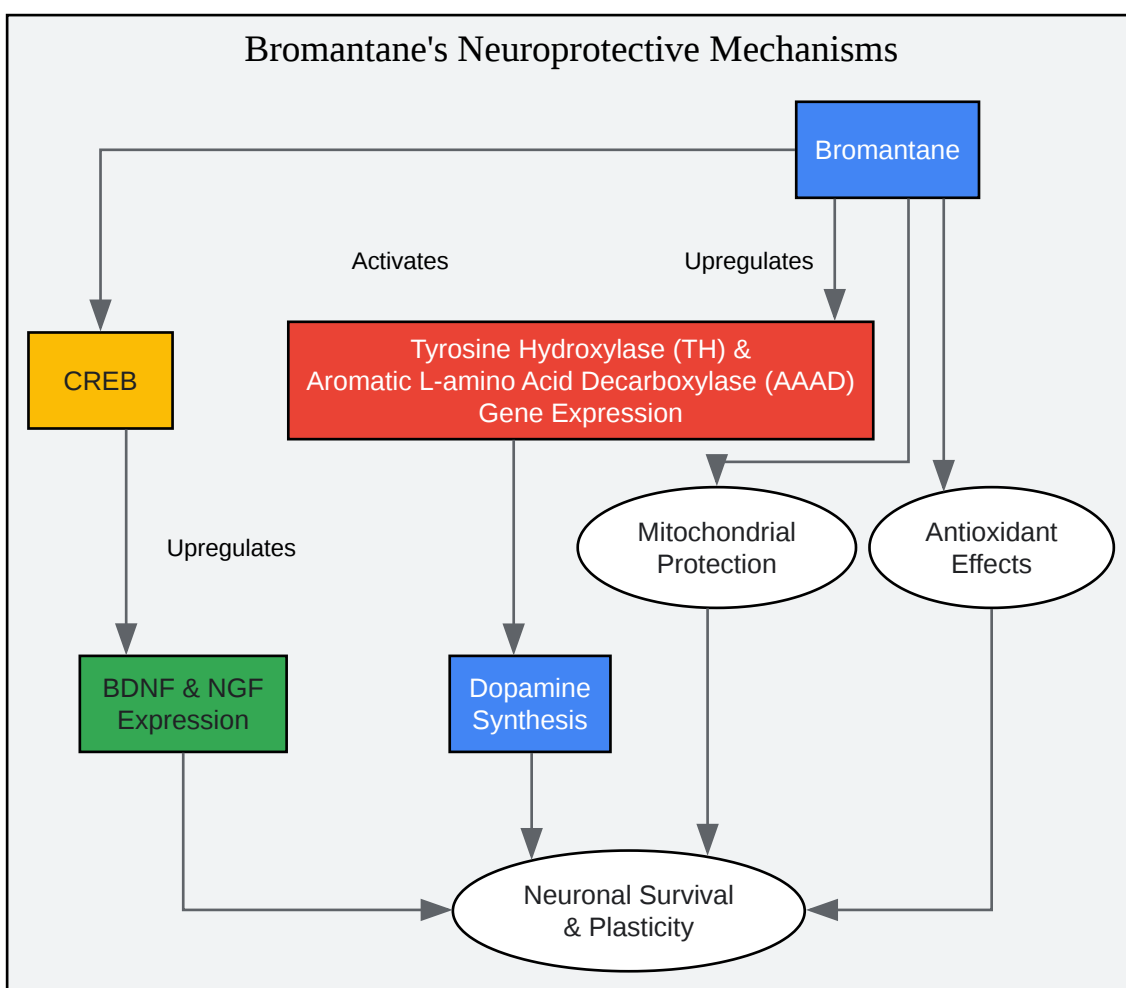 Bromantane's Neuroprotective Mechanisms
Bromantane
Activates
Upregulates
CREB
Tyrosine Hydroxylase (TH) &
Aromatic L-amino Acid Decarboxylase (AAAD)
Gene Expression
Mitochondrial
Protection
Antioxidant
Effects
Upregulates
BDNF & NGF
Expression
Dopamine
Synthesis
Neuronal Survival
& Plasticity